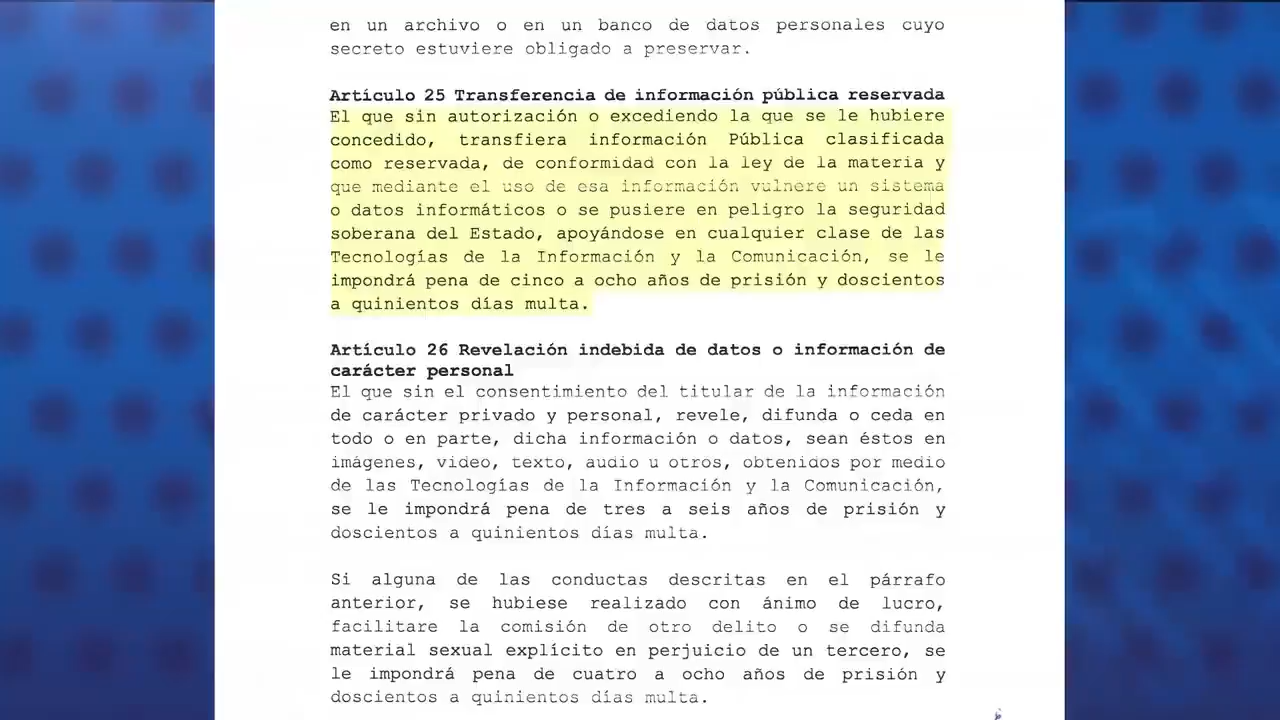 en un archivo o en un banco de datos personales cuyo
secreto estuviere obligado a preservar.
Artículo 25 Transferencia de información pública reservada
El que sin autorización o excediendo la que se le hubiere
concedido, transfiera información Pública clasificada
como reservada, de conformidad con la ley de la materia y
que mediante el uso de esa información vulnere un sistema
o datos informáticos o se pusiere en peligro la seguridad
soberana del Estado, apoyándose en cualquier clase de las
Tecnologías de la Información y la Comunicación, se le
impondrá pena de cinco a ocho años de prisión y doscientos
a quinientos días multa.
Artículo 26 Revelación indebida de datos o información de
carácter personal
El que sin el consentimiento del titular de la información
de carácter privado y personal, revele, difunda o ceda en
todo o en parte, dicha información o datos, sean éstos en
imágenes, video, texto, audio u otros, obtenidos por medio
de las Tecnologías de la Información y la Comunicación,
se le impondrá pena de tres a seis años de prisión y
doscientos a quinientos días multa.
Si alguna de las conductas descritas en el párrafo
anterior, se hubiese realizado con ánimo de lucro,
facilitare la comisión de otro delito o se difunda
material sexual explícito en perjuicio de un tercero, se
le impondrá pena de cuatro a ocho años de prisión y
doscientos a quinientos días multa.